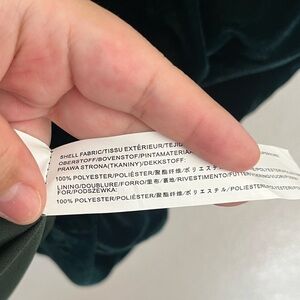 SHELL FABRIC/TISSU EXTÉRIEUR/TEJIDO
OBERSTOFF/BOVENSTOF/PINTAMATERIAA
PRAWA STRONA(TKANINY)/DEKKSTOFF:
100% POLYESTER/POLIÉSTER/聚酯纤维/ポリエステル
LINING/DOUBLURE/FORRO/里布/裏地/RIVESTIMENTO/FUTTER
FOR/PODSZEWKA:
100% POLYESTER/POLIÉSTER/聚酯纤维/ポリエステル/POLIESTERE/POLYESTER